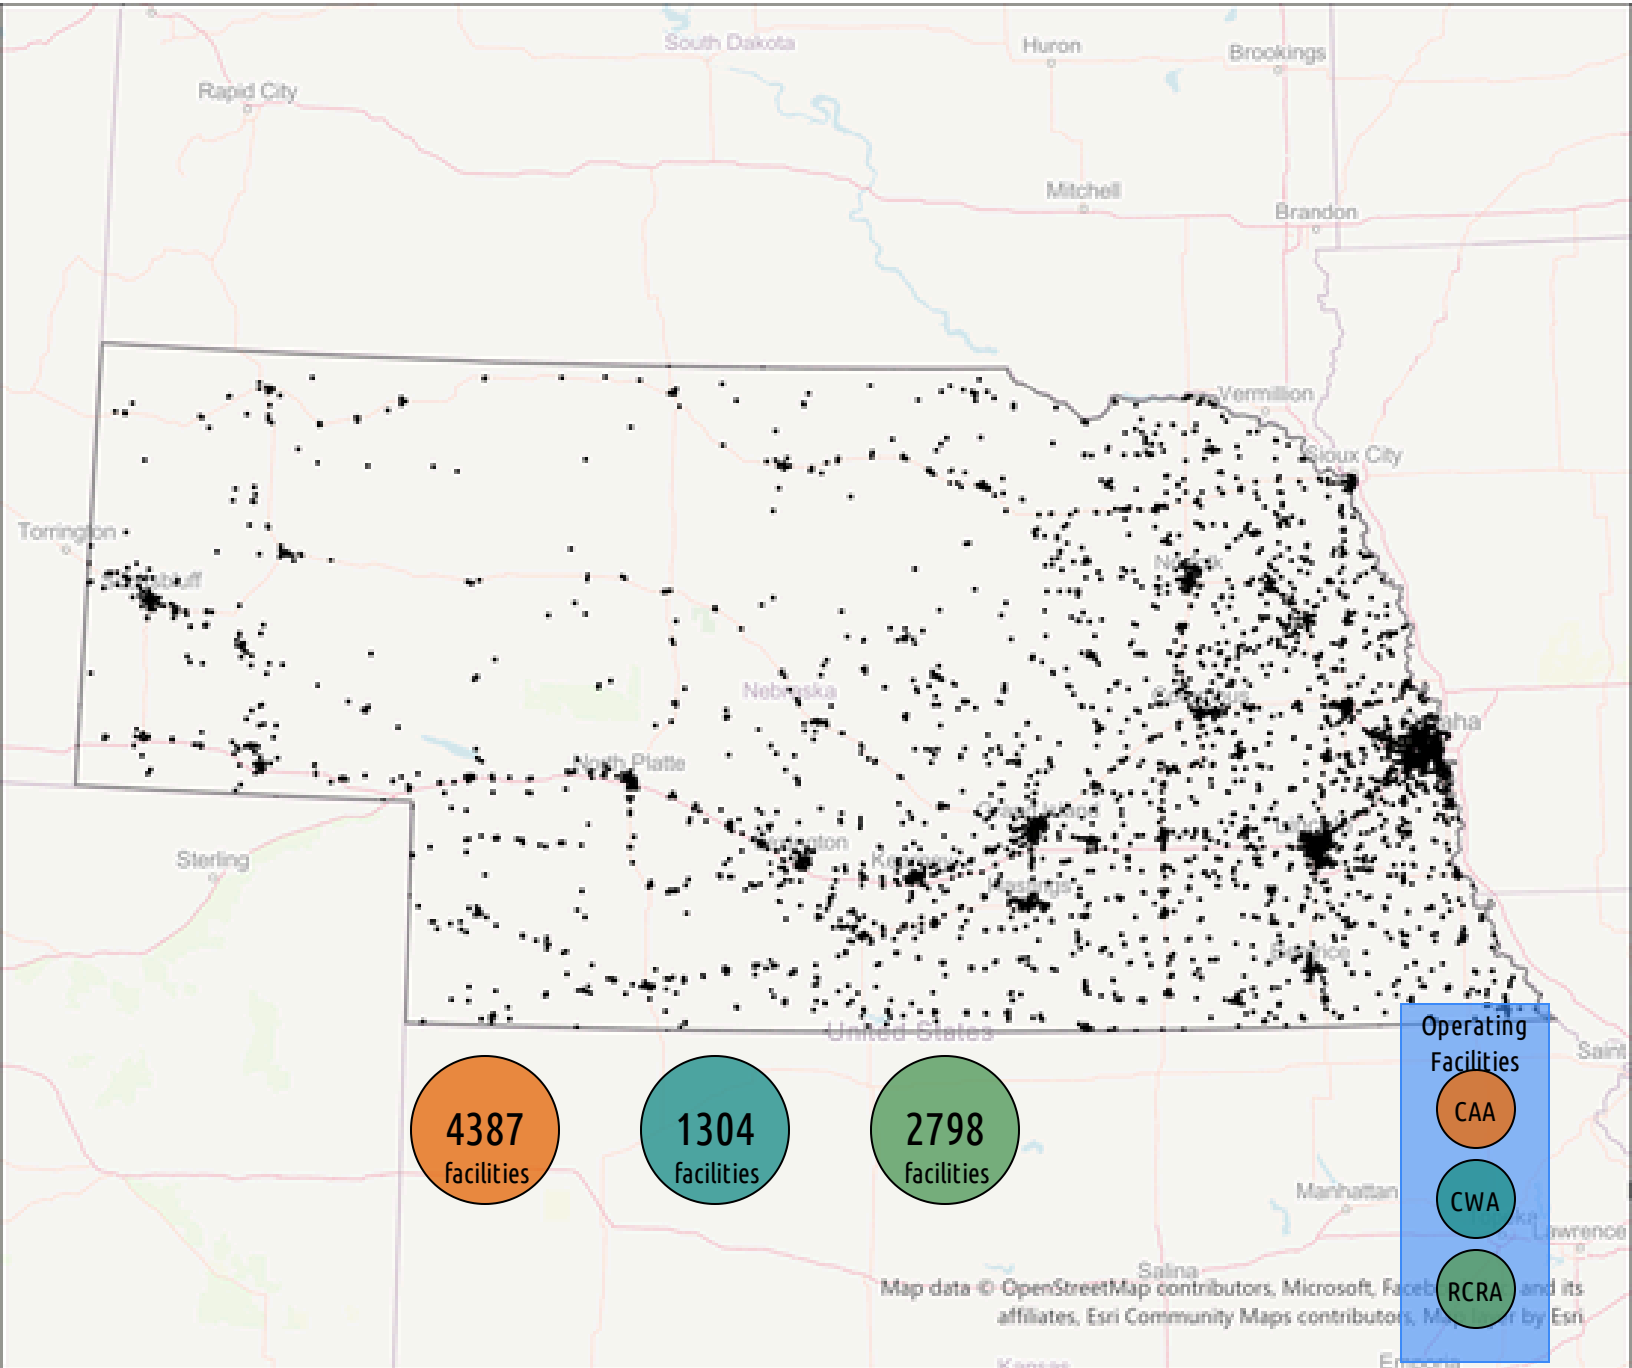 South Dakota
Huron
Brookings
Rapid City
Mitchell
Brandon
Vermillion
Sioux City
Torrington
Nebraska
North Platte
Sterling
United States
Operating
Facilities
Saint
4387
facilities
1304
facilities
2798
facilities
CAA
CWA
RCRA
Manhattan
Lawrence
Salina
Map data © OpenStreetMap contributors, Microsoft, and its
affiliates, Esri Community Maps contributors, by Esri
Kansas
Emporia